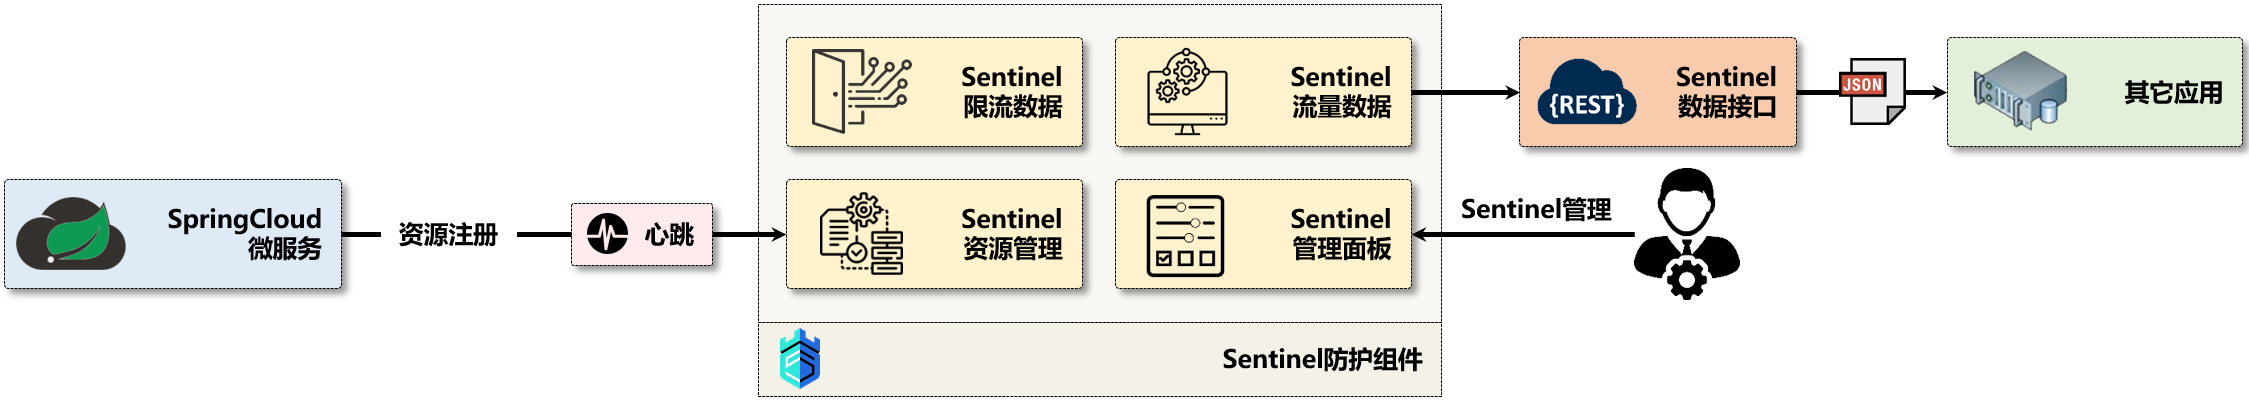 SpringCloud
微服务
资源注册
心跳
Sentinel
限流数据
Sentinel
流量数据
Sentinel
资源管理
Sentinel
管理面板
Sentinel防护组件
{REST}
Sentinel
数据接口
JSON
其它应用
Sentinel管理